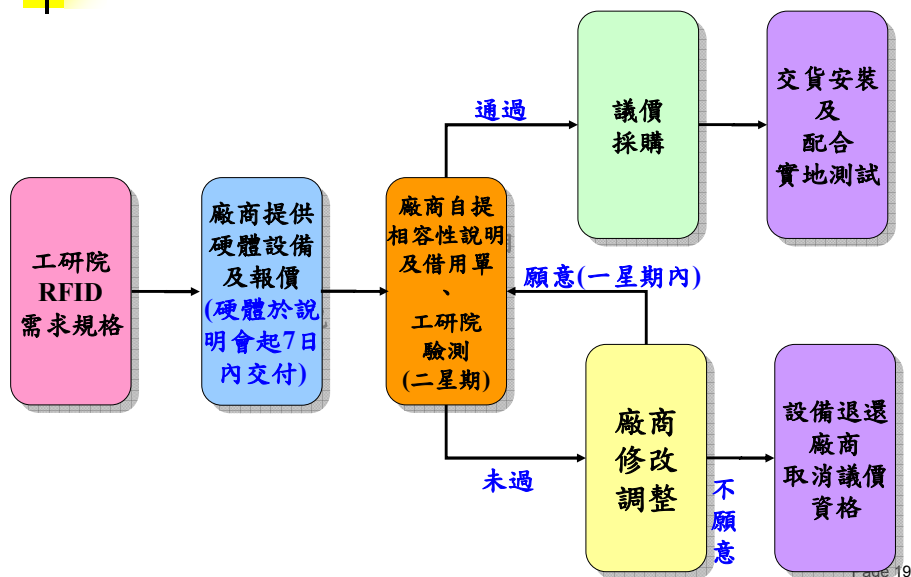 工研院
RFID
需求規格
廠商提供
硬體設備
及報價
(硬體於說
明會起7日
內交付)
廠商自提
相容性說明
及借用單
、
工研院
驗測
(二星期)
通過
議價
採購
交貨安裝
及
配合
實地測試
未過
廠商
修改
調整
願意(一星期內)
不
願
意
設備退還
廠商
取消議價
資格
Page 19